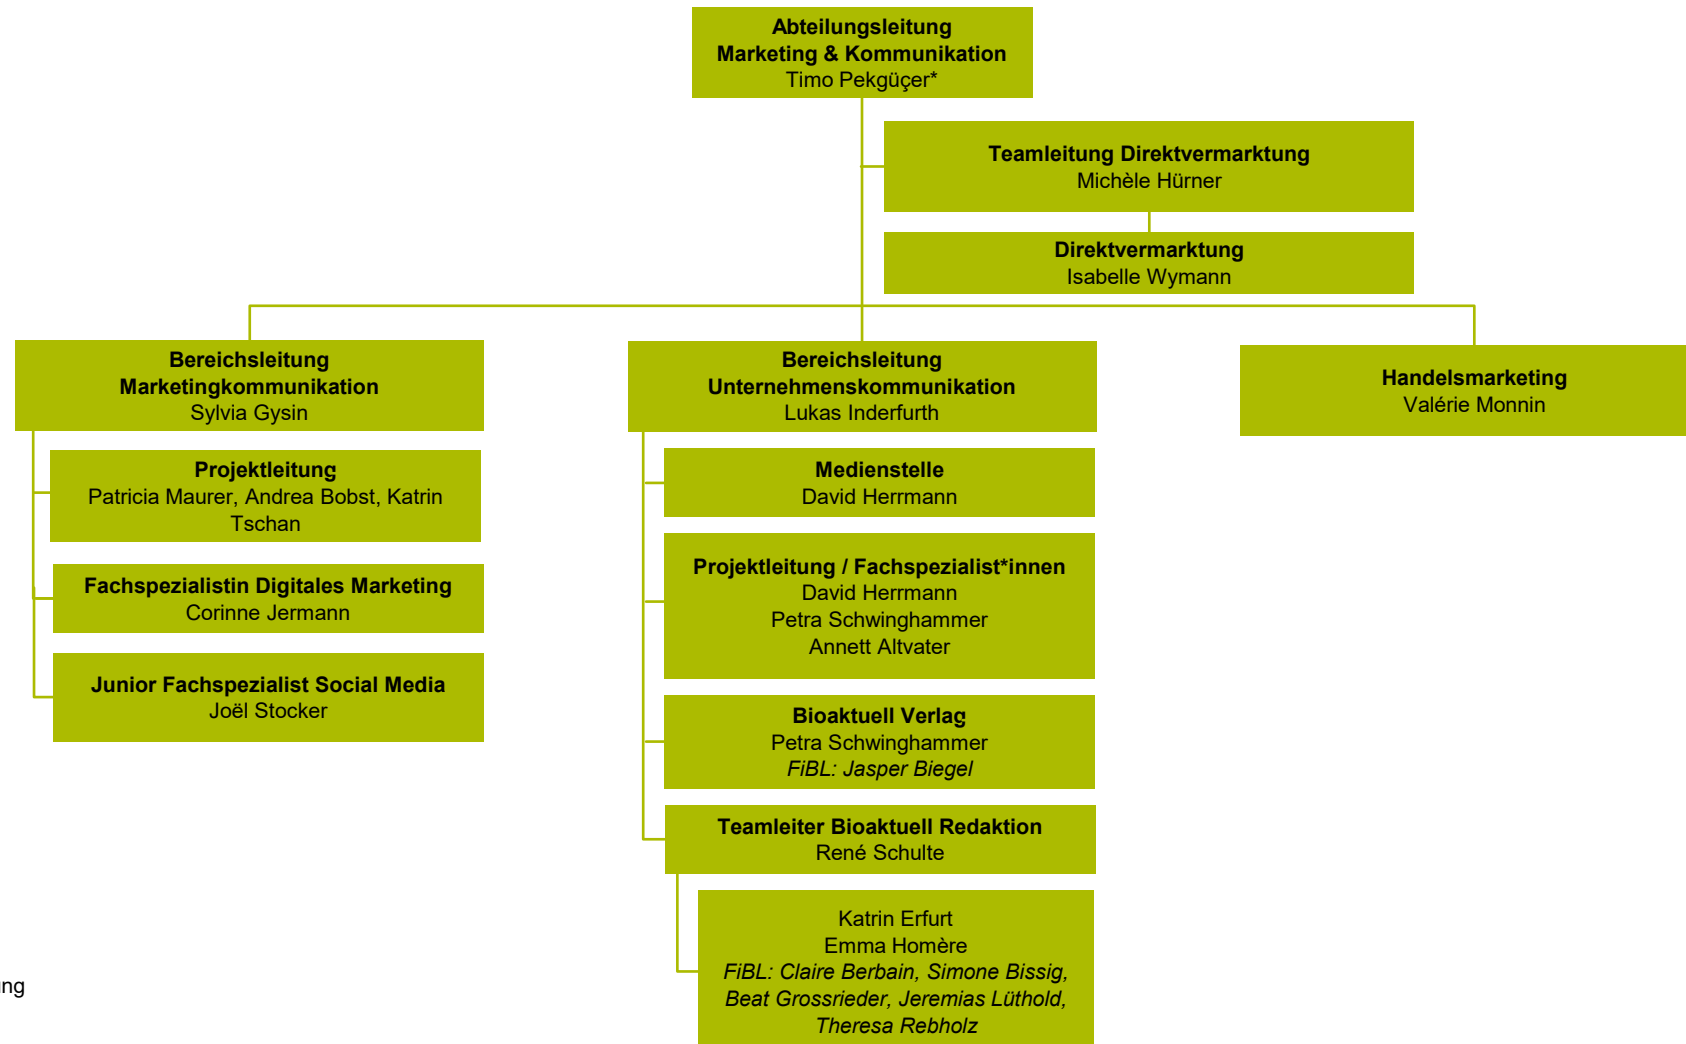 Abteilungsleitung
Marketing & Kommunikation
Timo Pekgüçer*
Teamleitung Direktvermarktung
Michèle Hürner
Direktvermarktung
Isabelle Wymann
Bereichsleitung
Marketingkommunikation
Sylvia Gysin
Projektleitung
Patricia Maurer, Andrea Bobst, Katrin
Tschan
Fachspezialistin Digitales Marketing
Corinne Jermann
Junior Fachspezialist Social Media
Joël Stocker
Bereichsleitung
Unternehmenskommunikation
Lukas Inderfurth
Medienstelle
David Herrmann
Projektleitung / Fachspezialist*innen
David Herrmann
Petra Schwinghammer
Annett Altvater
Bioaktuell Verlag
Petra Schwinghammer
FiBL: Jasper Biegel
Teamleiter Bioaktuell Redaktion
René Schulte
Katrin Erfurt
Emma Homère
FiBL: Claire Berbain, Simone Bissig,
Beat Grossrieder, Jeremias Lüthold,
Theresa Rebholz
Handelsmarketing
Valérie Monnin